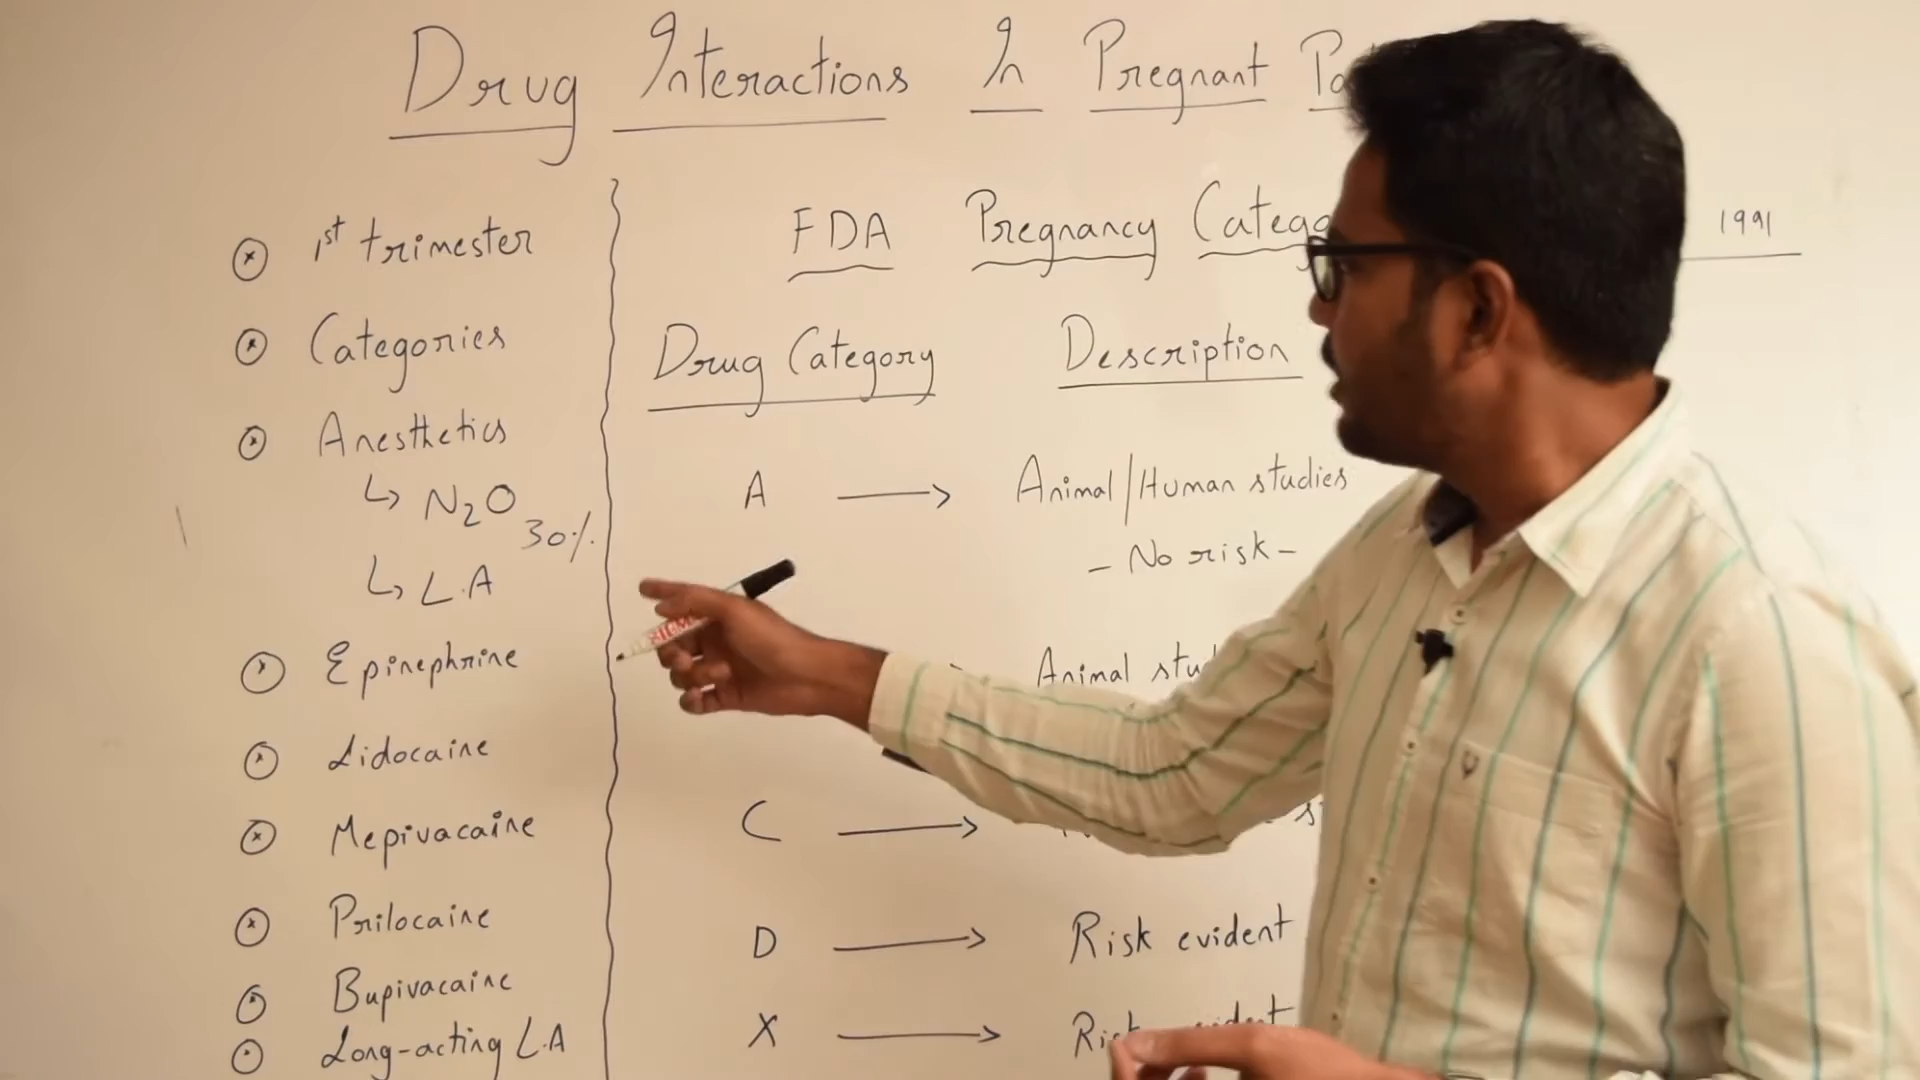 Drug Interactions In Pregnant
FDA Pregnancy 1991
1st trimester
Categories
Anesthetics
↳ N2O
30%
↳ L.A
Epinephrine
Lidocaine
Mepivacaine
Prilocaine
Bupivacaine
Long-acting L.A
Drug Category Description
A → Animal/Human studies
- No risk -
Animal
C →
D → Risk evident
X →